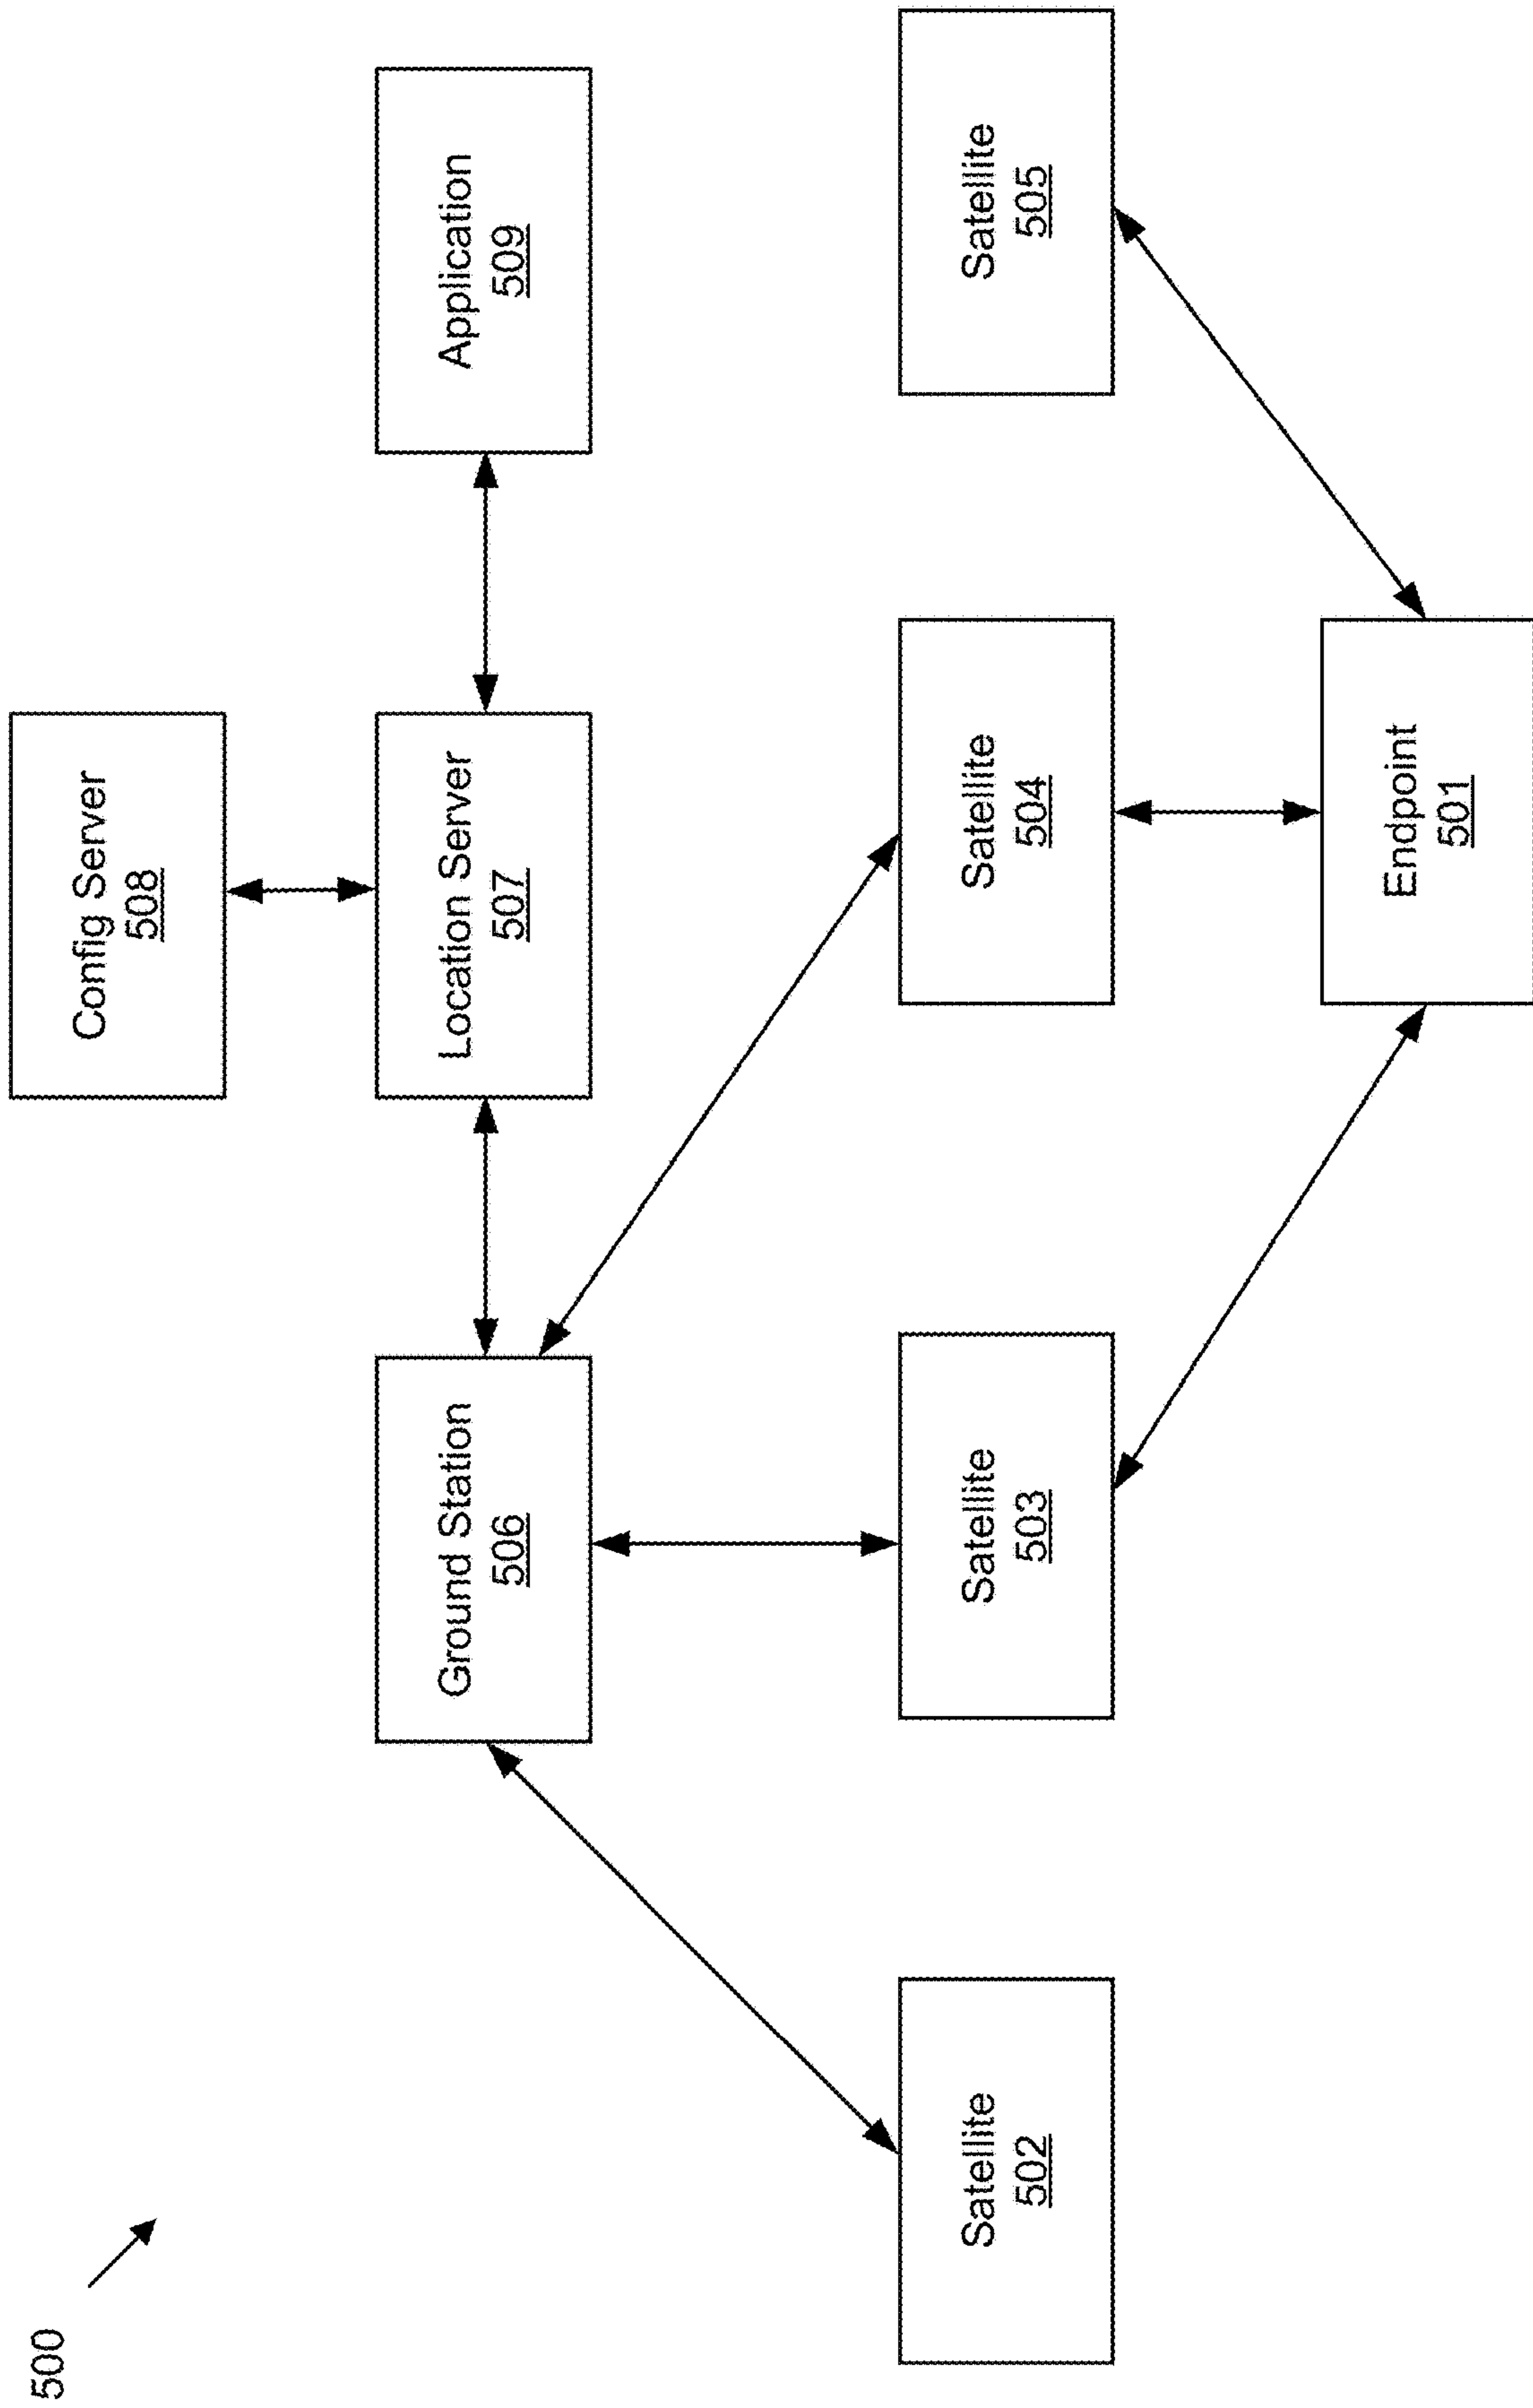 500
Config Server
508
Ground Station
506
Location Server
507
Application
509
Satellite
502
Satellite
503
Satellite
504
Satellite
505
Endpoint
501